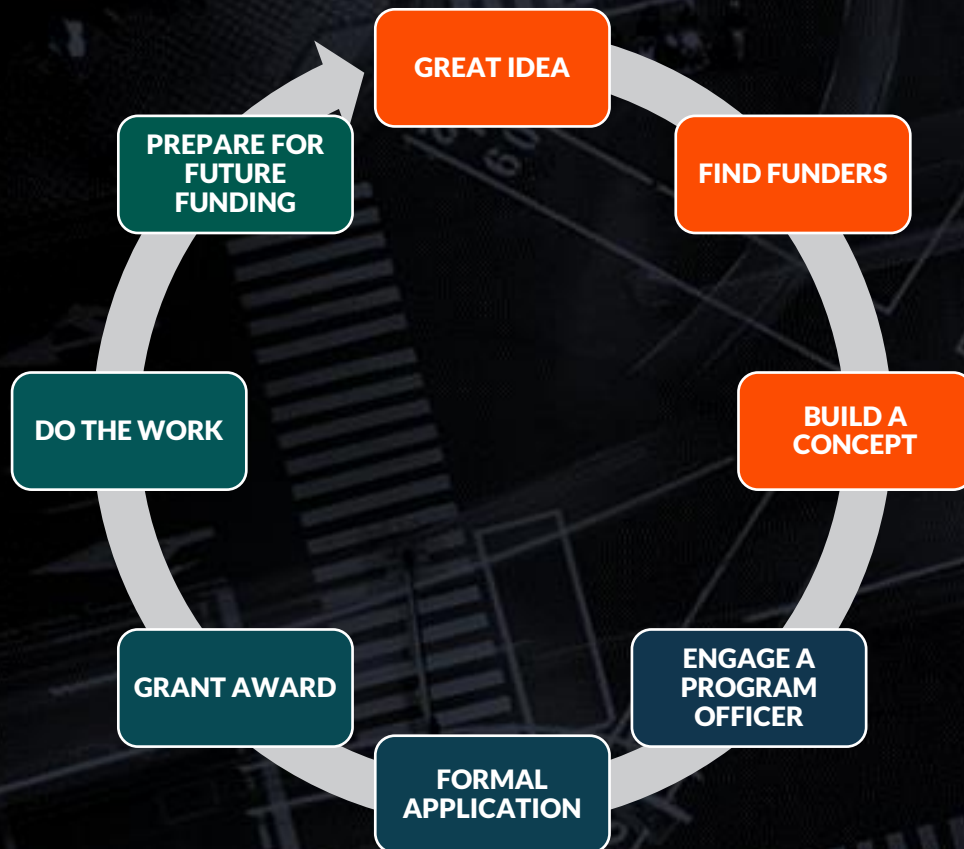 GREAT IDEA
FIND FUNDERS
BUILD A
CONCEPT
ENGAGE A
PROGRAM
OFFICER
FORMAL
APPLICATION
GRANT AWARD
DO THE WORK
PREPARE FOR
FUTURE
FUNDING